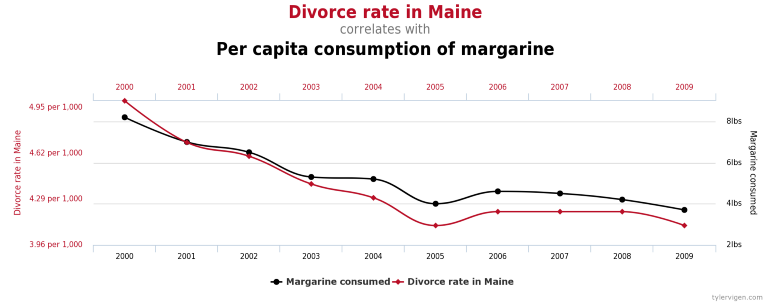 Divorce rate in Maine
correlates with
Per capita consumption of margarine
2000 2001 2002 2003 2004 2005 2006 2007 2008 2009
Divorce rate in Maine
4.95 per 1,000
4.62 per 1,000
4.29 per 1,000
3.96 per 1,000
8lbs
6lbs
4lbs
2lbs
Margarine consumed
2000 2001 2002 2003 2004 2005 2006 2007 2008 2009
Margarine consumed Divorce rate in Maine
tylervigen.com